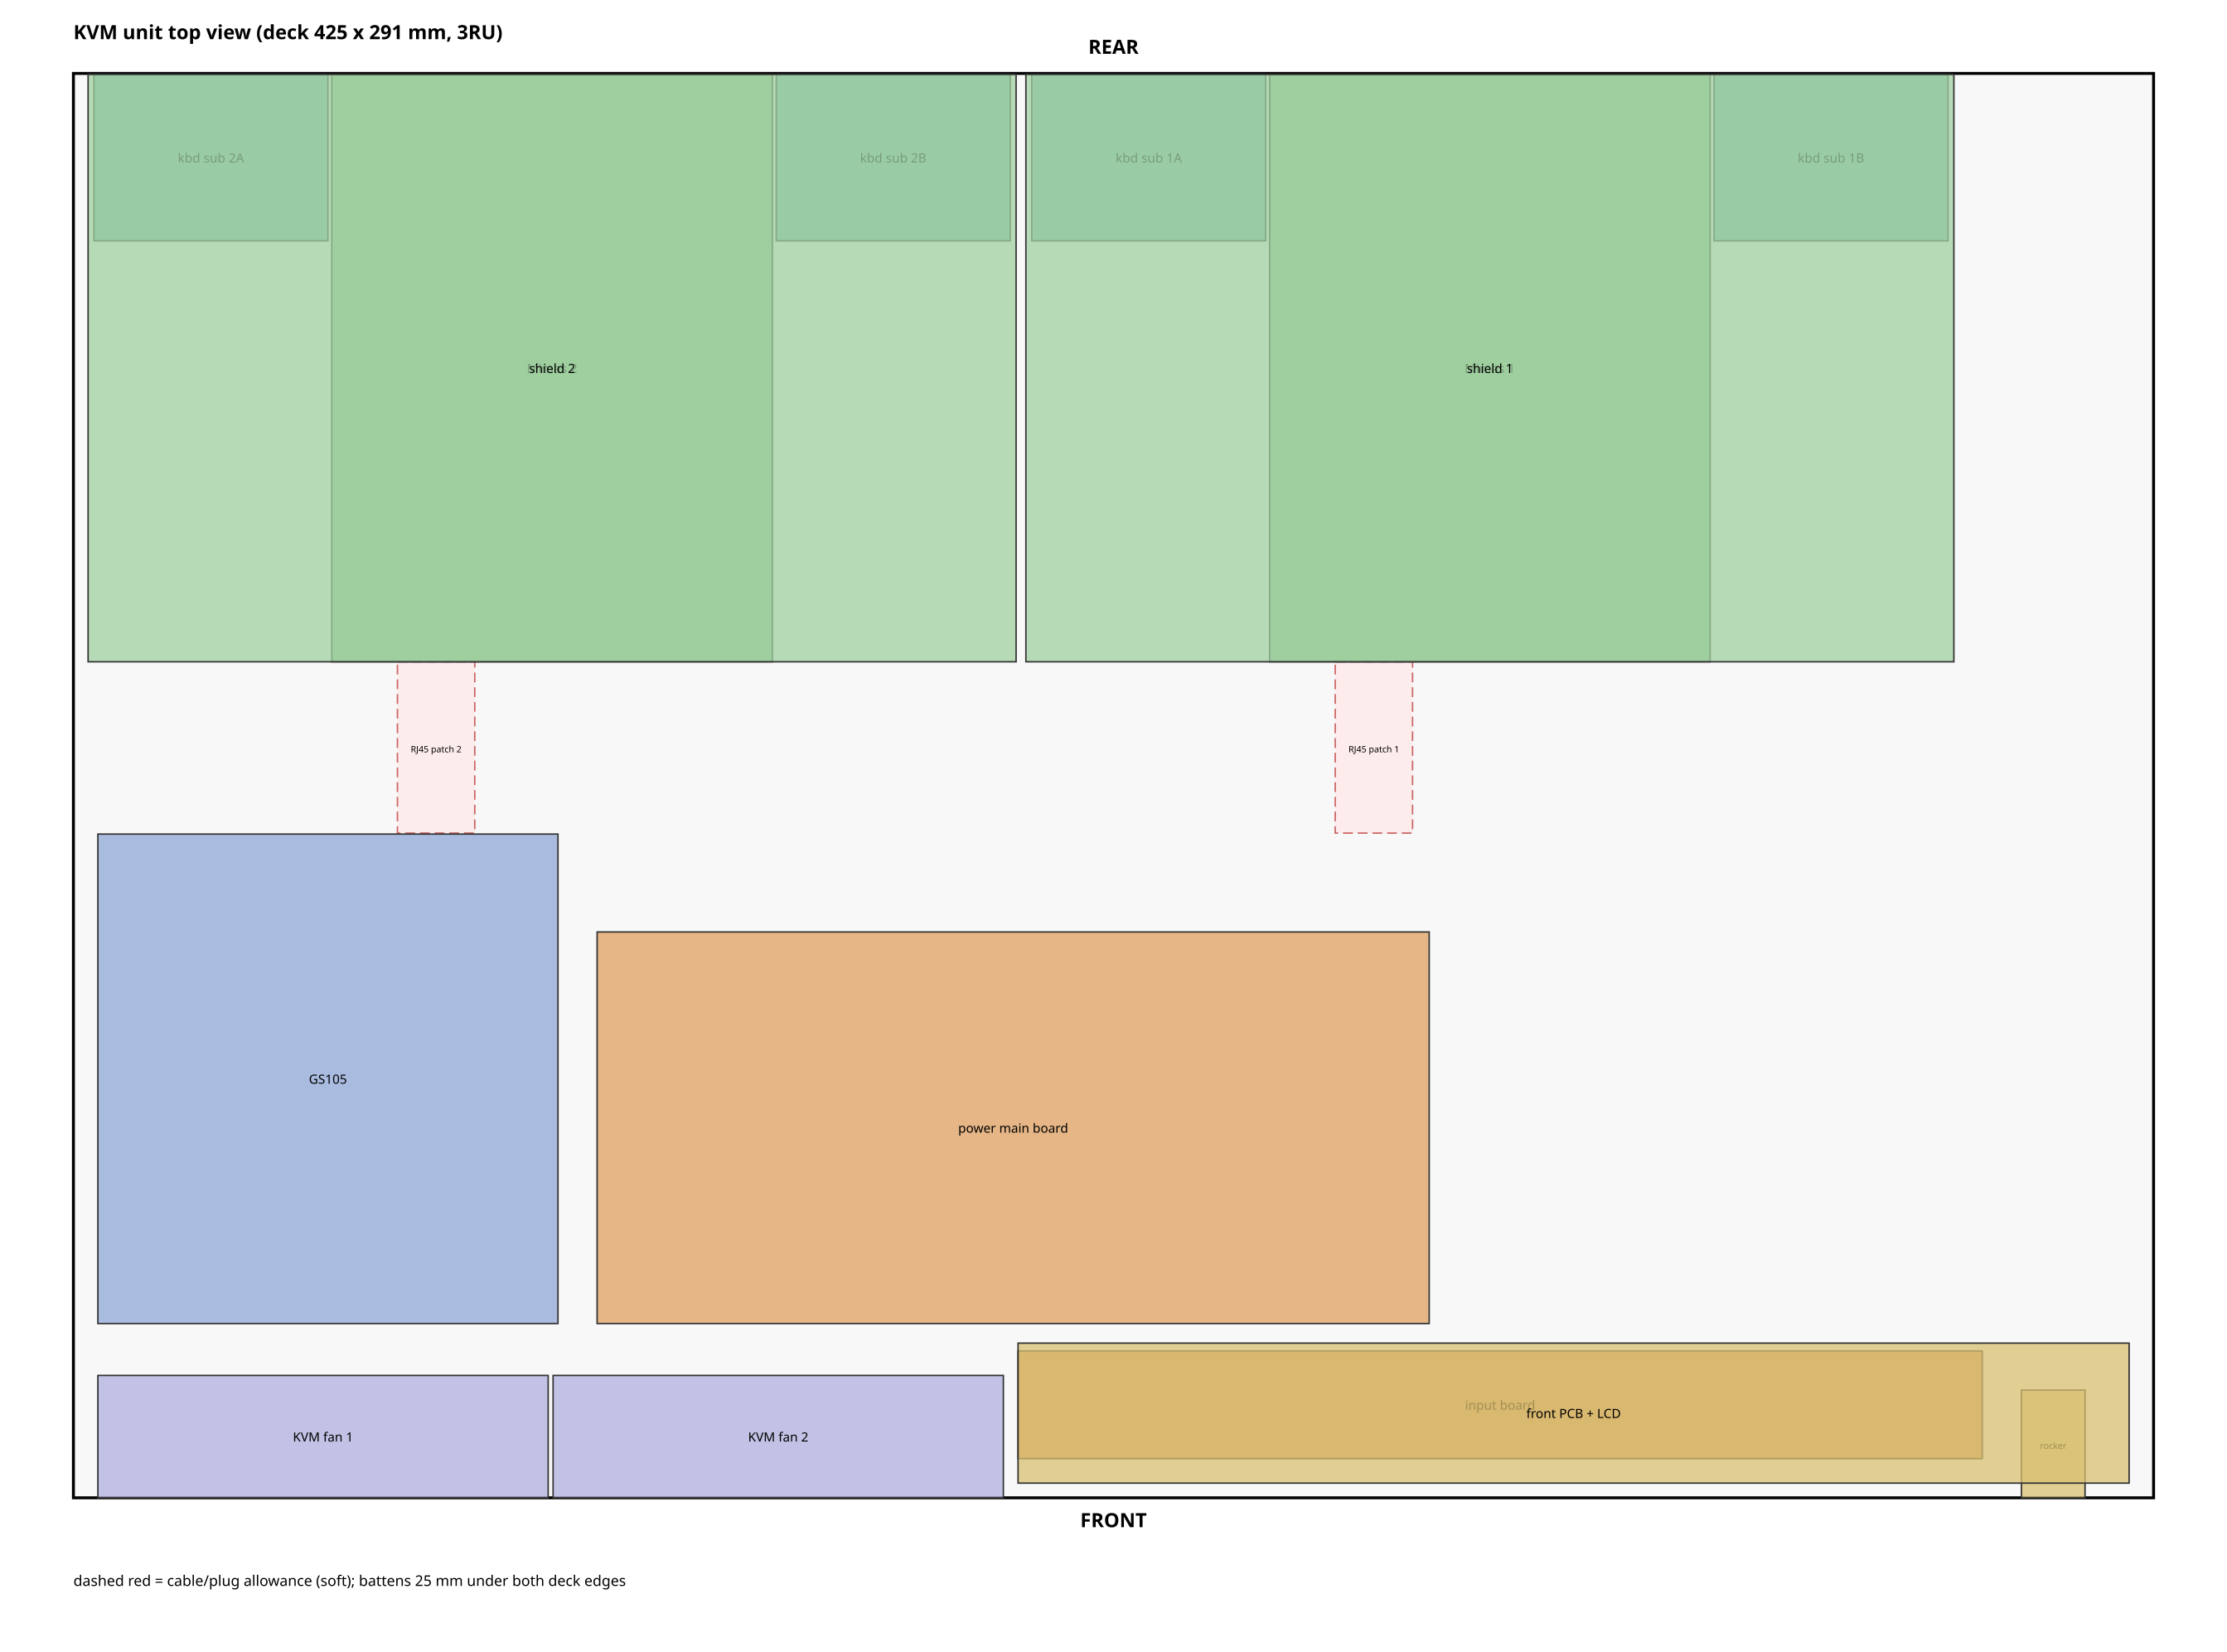 KVM unit top view (deck 425 x 291 mm, 3RU)
REAR
kbd sub 2A
kbd sub 2B
kbd sub 1A
kbd sub 1B
shield 2
shield 1
RJ45 patch 2
RJ45 patch 1
GS105
power main board
input board
front PCB + LCD
KVM fan 1
KVM fan 2
rocker
FRONT
dashed red = cable/plug allowance (soft); battens 25 mm under both deck edges